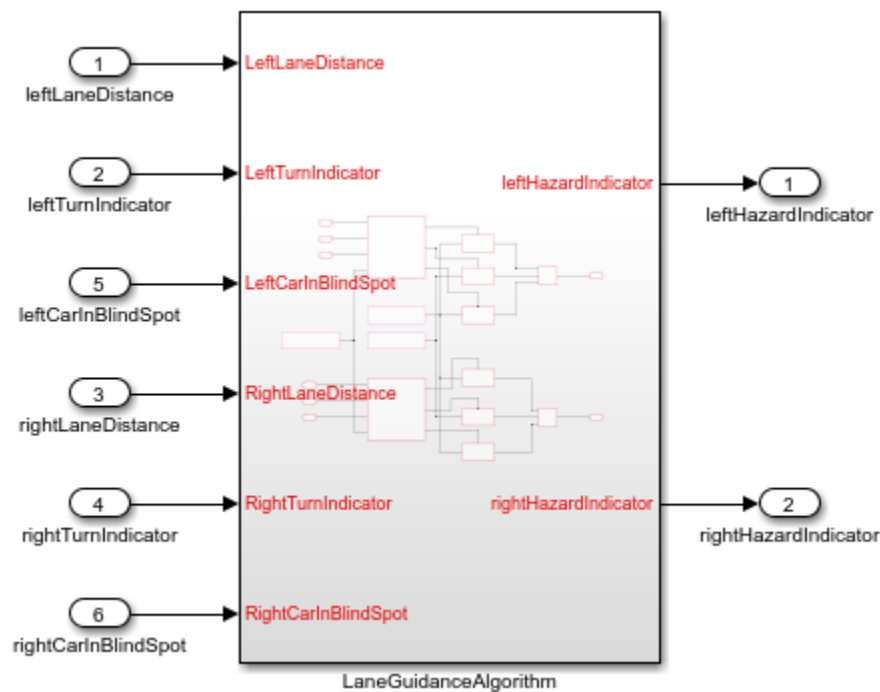 1
leftLaneDistance
LeftLaneDistance
2
leftTurnIndicator
LeftTurnIndicator
5
leftCarInBlindSpot
LeftCarInBlindSpot
3
rightLaneDistance
RightLaneDistance
4
rightTurnIndicator
RightTurnIndicator
6
rightCarInBlindSpot
RightCarInBlindSpot
leftHazardIndicator
1
leftHazardIndicator
rightHazardIndicator
2
rightHazardIndicator
LaneGuidanceAlgorithm